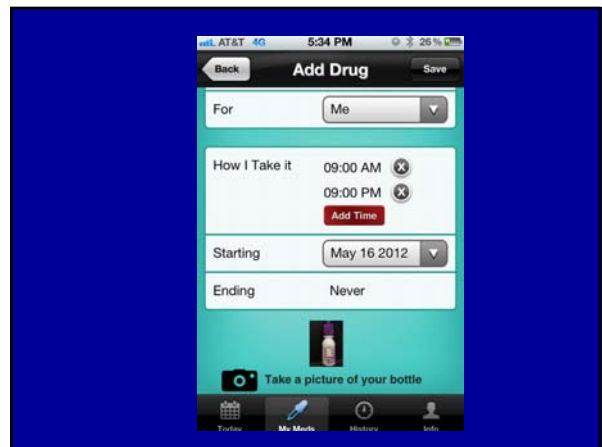 AT&T 4G 5:34 PM 26%
Back Add Drug Save
For Me
How I Take it 09:00 AM
09:00 PM
Add Time
Starting May 16 2012
Ending Never
Take a picture of your bottle
Today My Meds History Info